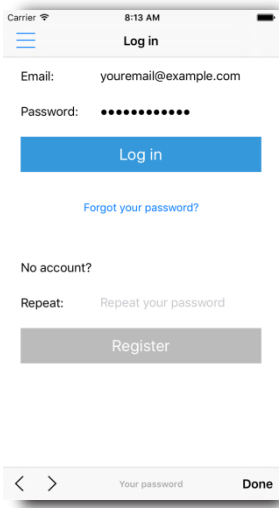 Carrier 8:13 AM
Log in
Email: youremail@example.com
Password: ●●●●●●●●●●●●
Log in
Forgot your password?
No account?
Repeat: Repeat your password
Register
Your password Done